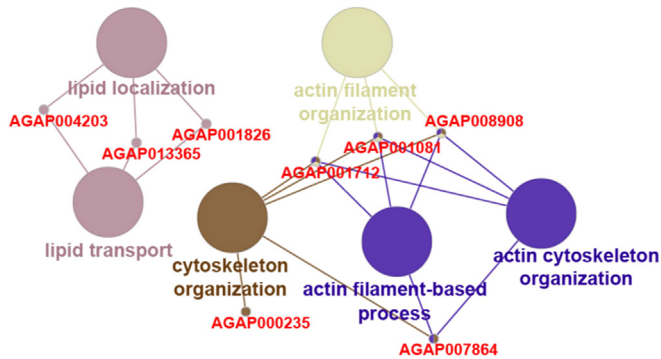 lipid localization
actin filament
organization
AGAP004203
AGAP001826
AGAP013365
AGAP008908
AGAP001081
AGAP001712
lipid transport
cytoskeleton
organization
actin filament-based
process
actin cytoskeleton
organization
AGAP000235
AGAP007864